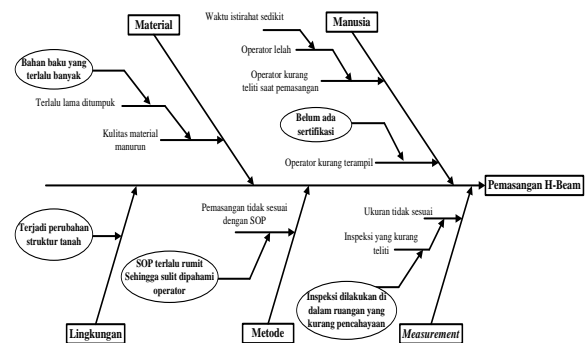 Material
Waktu istirahat sedikit
Manusia
Operator lelah
Bahan baku yang
terlalu banyak
Operator kurang
teliti saat pemasangan
Terlalu lama ditumpuk
Belum ada
sertifikasi
Kulitas material
manurun
Operator kurang terampil
Pemasangan H-Beam
Pemasangan tidak sesuai
dengan SOP
Ukuran tidak sesuai
Terjadi perubahan
struktur tanah
Inspeksi yang kurang
teliti
SOP terlalu rumit
Sehingga sulit dipahami
operator
Inspeksi dilakukan di
dalam ruangan yang
kurang pencahayaan
Lingkungan
Metode
Measurement